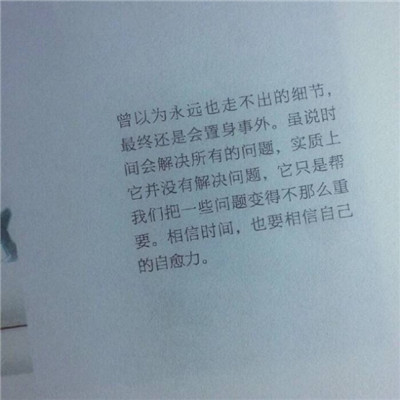 曾以为永远也走不出的细节，
最终还是会置身事外。虽说时
间会解决所有的问题，实质上
它并没有解决问题，它只是帮
我们把一些问题变得不那么重
要。相信时间，也要相信自己
的自愈力。